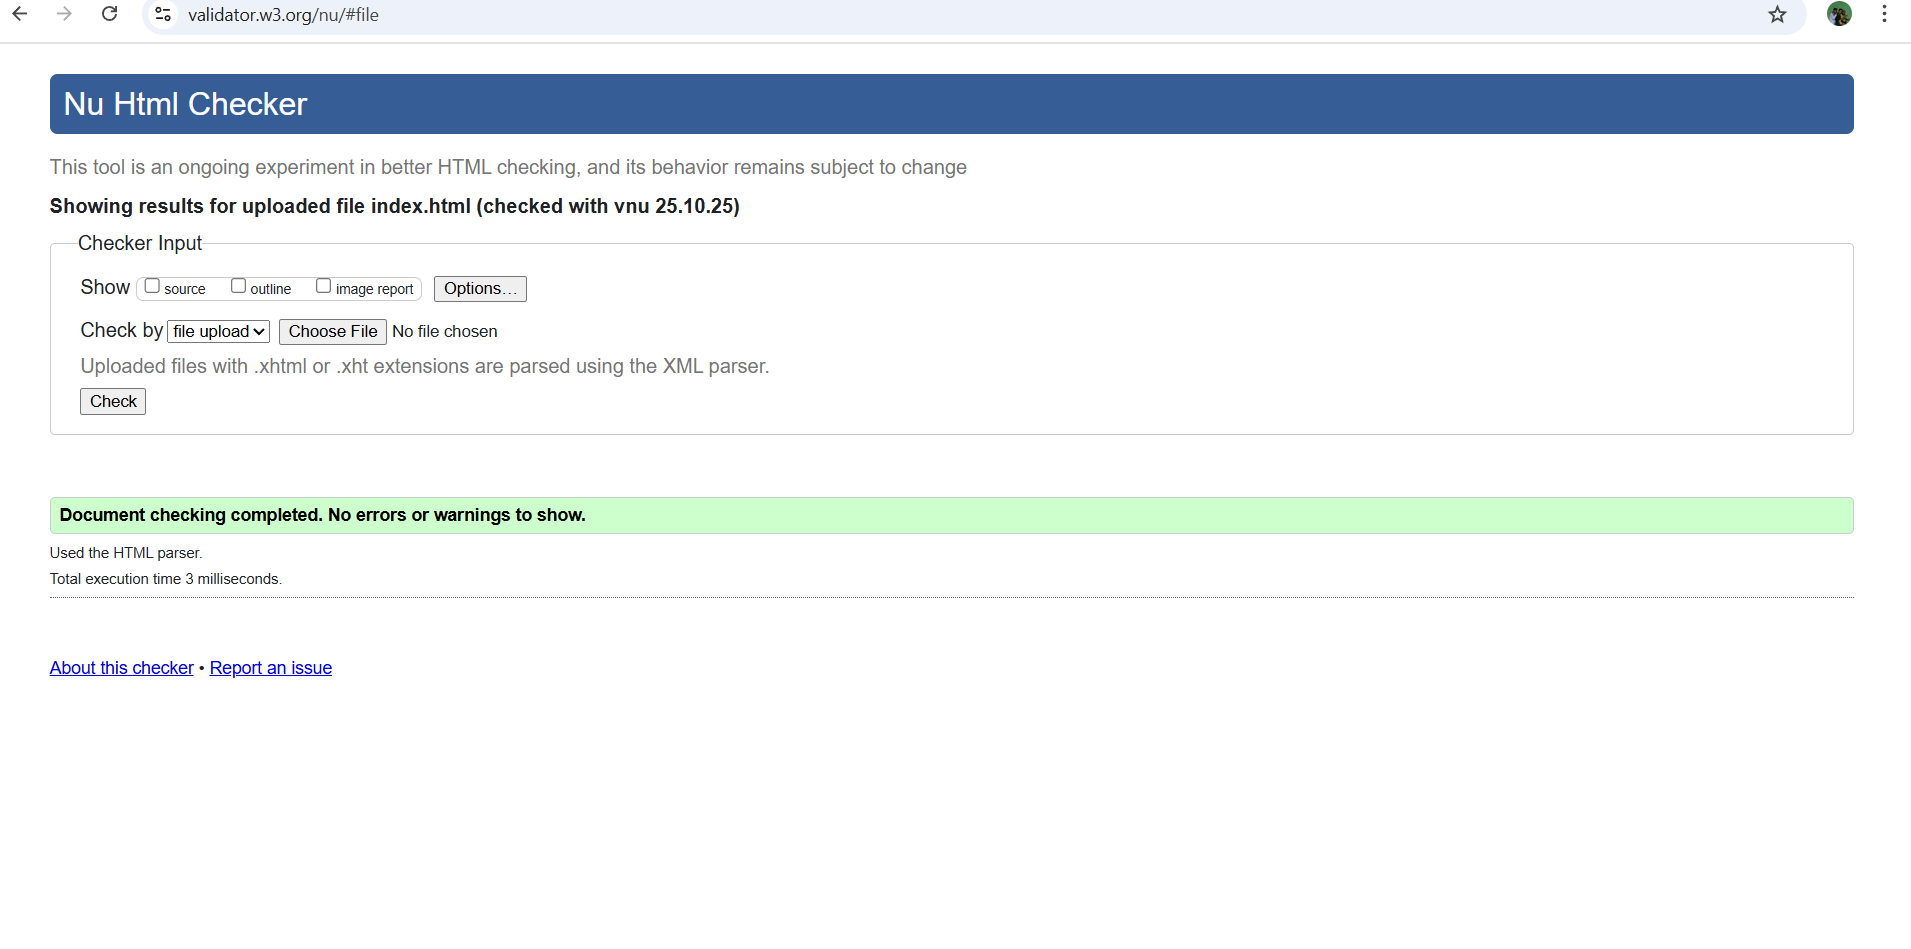 validator.w3.org/nu/#file
Nu Html Checker
This tool is an ongoing experiment in better HTML checking, and its behavior remains subject to change
Showing results for uploaded file index.html (checked with vnu 25.10.25)
Checker Input
Show source outline image report Options…
Check by file upload Choose File No file chosen
Uploaded files with .xhtml or .xht extensions are parsed using the XML parser.
Check
Document checking completed. No errors or warnings to show.
Used the HTML parser.
Total execution time 3 milliseconds.
About this checker • Report an issue